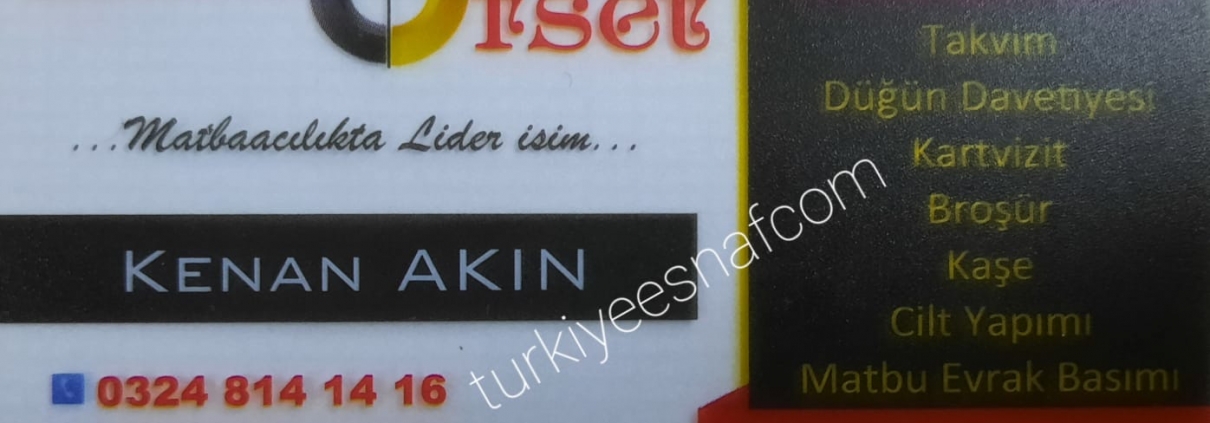 Ofset
...Matbaacılıkta Lider isim...
KENAN AKIN
0324 814 14 16
Takvim
Düğün Davetiyesi
Kartvizit
Broşür
Kaşe
Cilt Yapımı
Matbu Evrak Basımı
turkiyeesnafcom